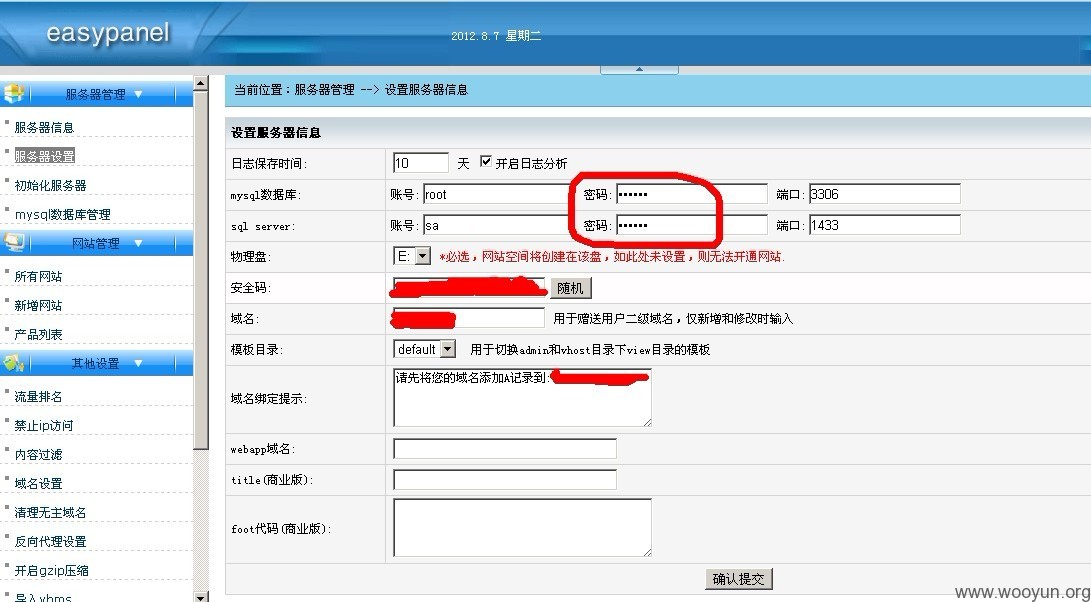 easypanel
2012.8.7 星期二
服务器管理
服务器信息
服务器设置
初始化服务器
mysql数据库管理
网站管理
所有网站
新增网站
产品列表
其他设置
流量排名
禁止ip访问
内容过滤
域名设置
清理无主域名
反向代理设置
开启gzip压缩
导入vhms
当前位置：服务器管理 --> 设置服务器信息
设置服务器信息
日志保存时间: 10 天 开启日志分析
mysql数据库: 账号: root 密码: •••••• 端口: 3306
sql server: 账号: sa 密码: •••••• 端口: 1433
物理盘: E: *必选，网站空间将创建在该盘，如此处未设置，则无法开通网站.
安全码: 随机
域名: 用于赠送用户二级域名，仅新增和修改时输入
模板目录: default 用于切换admin和vhost目录下view目录的模板
域名绑定提示: 请先将您的域名添加A记录到:
webapp域名:
title(商业版):
foot代码(商业版):
确认提交
www.wooyun.org